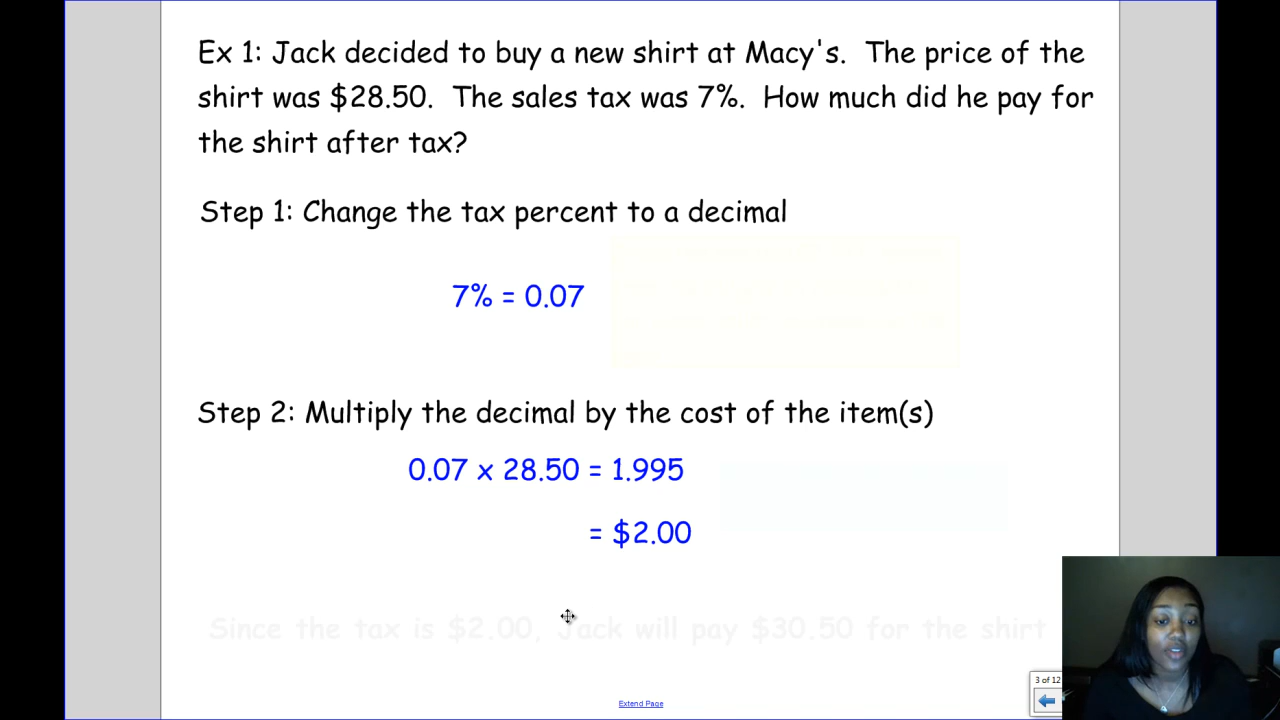 Ex 1: Jack decided to buy a new shirt at Macy's. The price of the
shirt was $28.50. The sales tax was 7%. How much did he pay for
the shirt after tax?
Step 1: Change the tax percent to a decimal
7% = 0.07
Step 2: Multiply the decimal by the cost of the item(s)
0.07 x 28.50 = 1.995
= $2.00
Since the tax is $2.00, Jack will pay $30.50 for the shirt
3 of 12
Extend Page